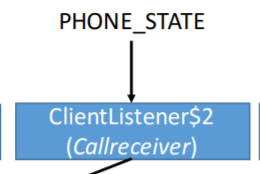 PHONE_STATE
ClientListener$2
(Callreceiver)